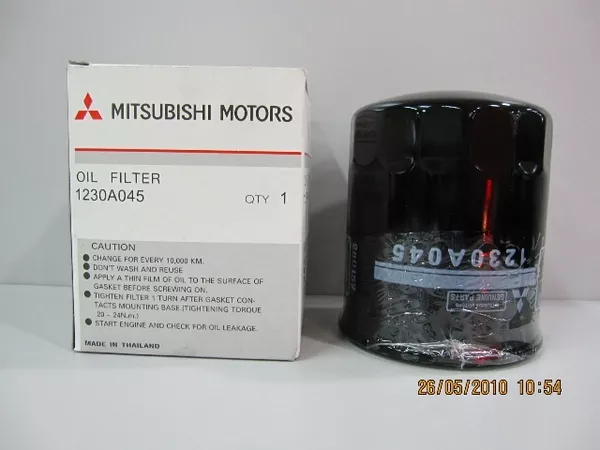 MITSUBISHI MOTORS
OIL FILTER
1230A045
QTY 1
CAUTION
● CHANGE FOR EVERY 10,000 KM.
● DON'T WASH AND REUSE
● APPLY A THIN FILM OF OIL TO THE SURFACE OF
GASKET BEFORE SCREWING ON.
● TIGHTEN FILTER 1 TURN AFTER GASKET CON-
TACTS MOUNTING BASE (TIGHTENING TORQUE
20 - 24N.m.)
● START ENGINE AND CHECK FOR OIL LEAKAGE.
MADE IN THAILAND
1230A045
GENUINE PARTS
26/05/2010 10:54